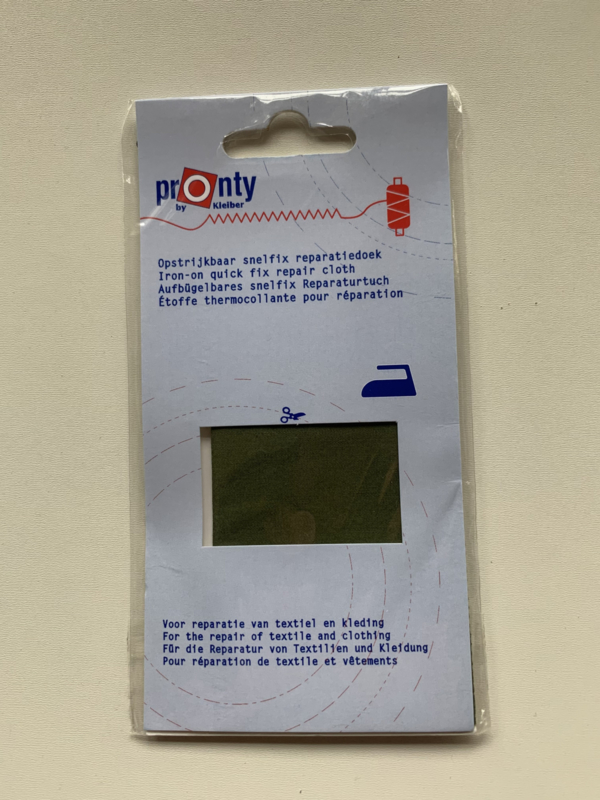 pronty
by Kleiber
Opstrijkbaar snelfix reparatiedoek
Iron-on quick fix repair cloth
Aufbügelbares snelfix Reparaturtuch
Étoffe thermocollante pour réparation
Voor reparatie van textiel en kleding
For the repair of textile and clothing
Für die Reparatur von Textilien und Kleidung
Pour réparation de textile et vêtements